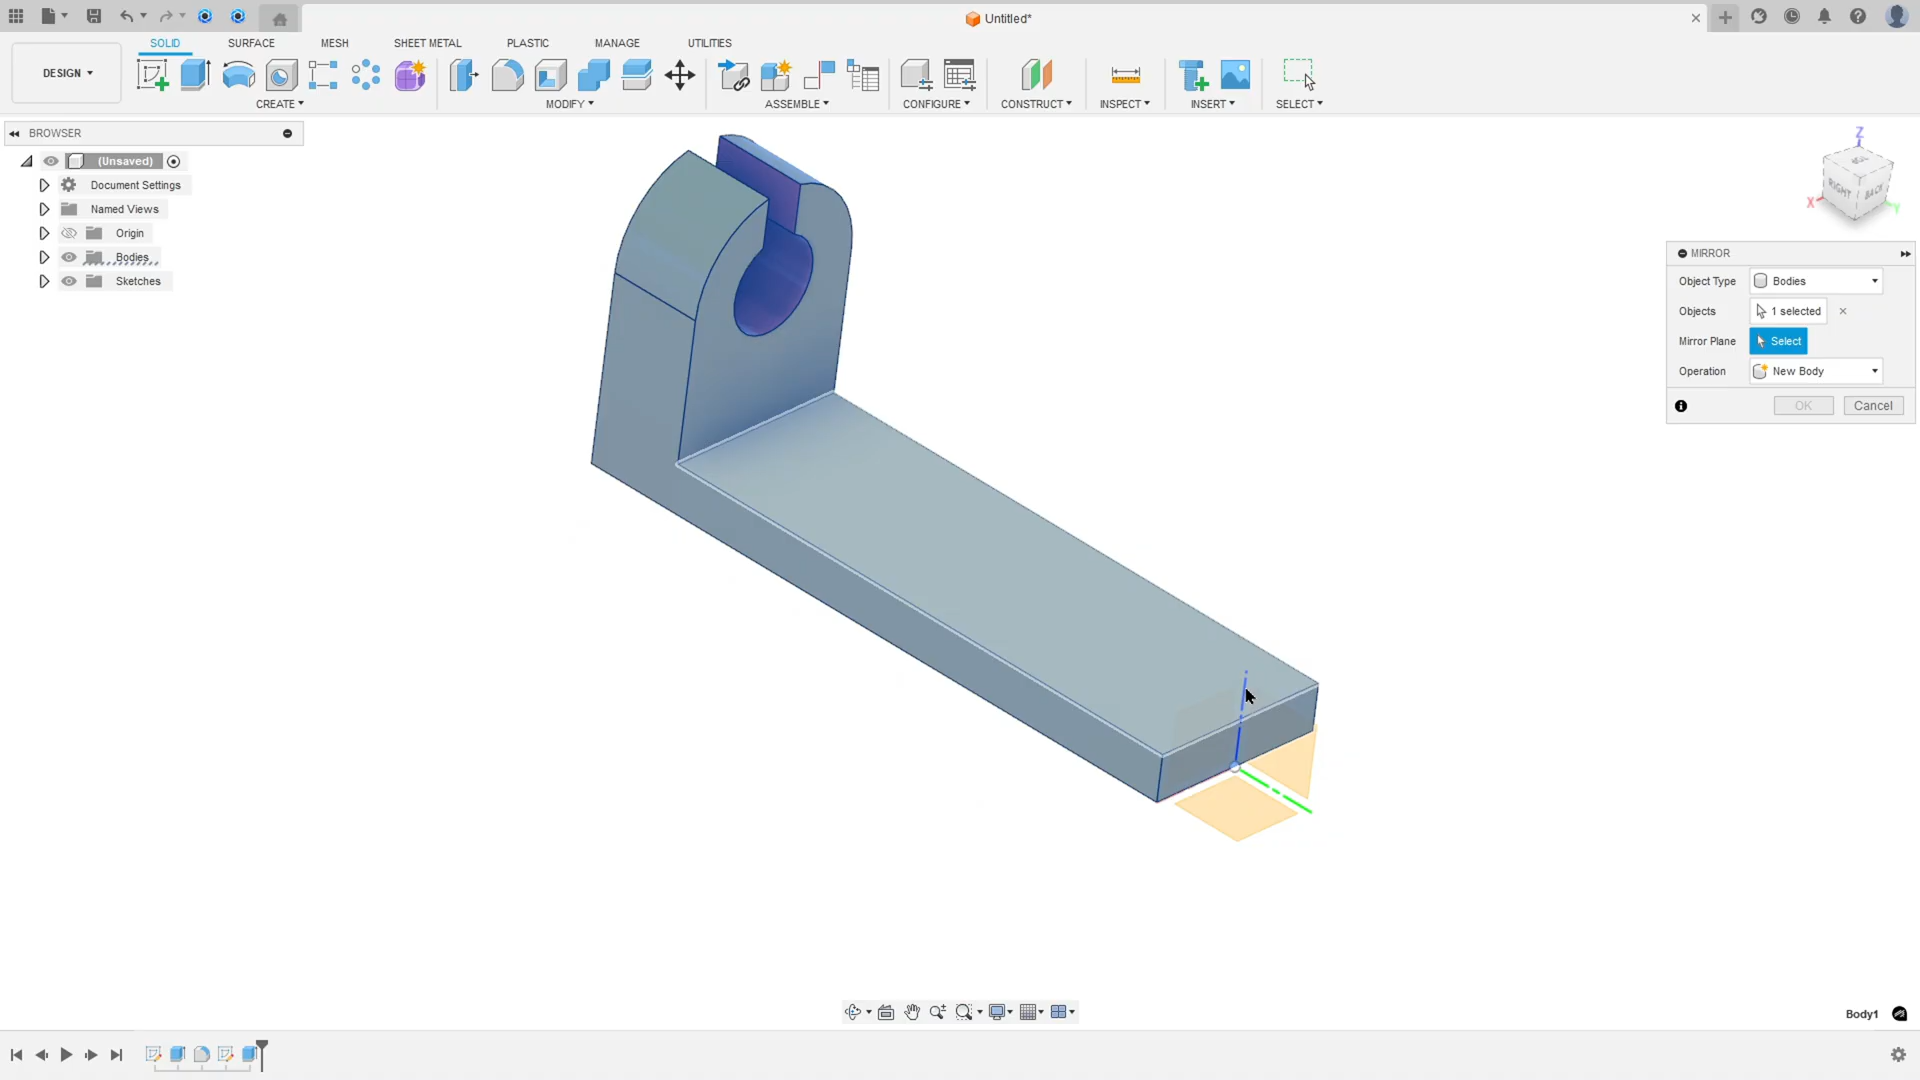 Untitled*
DESIGN
SOLID
SURFACE
MESH
SHEET METAL
PLASTIC
MANAGE
UTILITIES
CREATE
MODIFY
ASSEMBLE
CONFIGURE
CONSTRUCT
INSPECT
INSERT
SELECT
BROWSER
(Unsaved)
Document Settings
Named Views
Origin
Bodies
Sketches
Z
RIGHT
BACK
X
Y
MIRROR
Object Type
Bodies
Objects
1 selected
Mirror Plane
Select
Operation
New Body
OK
Cancel
Body1